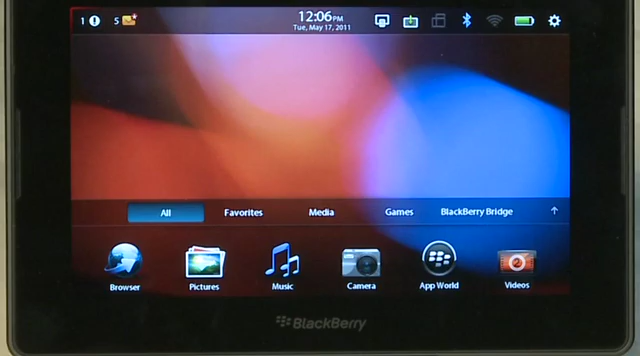 1 5 12:06PM
Tue, May 17, 2011
All Favorites Media Games BlackBerry Bridge
Browser Pictures Music Camera App World Videos
BlackBerry